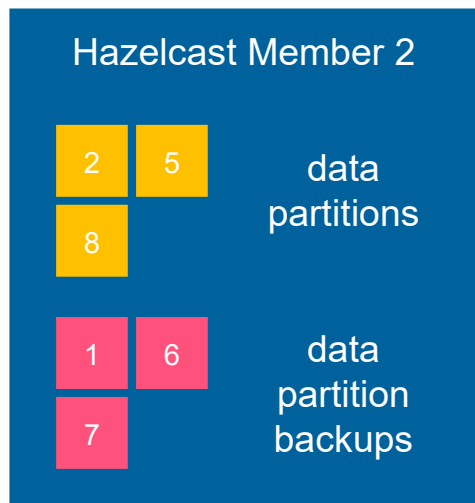 Hazelcast Member 2
2 5
8
data
partitions
1 6
7
data
partition
backups